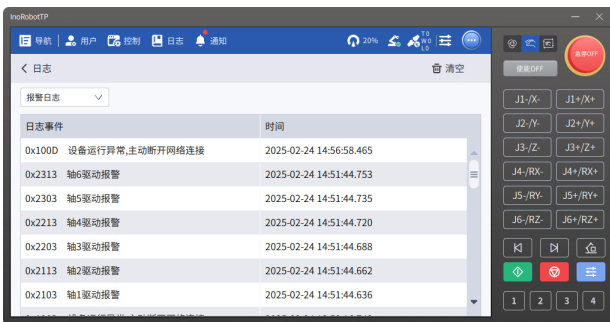 InoRobotTP
导航 用户 控制 日志 通知 20% T0 W0 L0
急停OFF
使能OFF
日志 清空
报警日志
日志事件 时间
0x100D 设备运行异常,主动断开网络连接 2025-02-24 14:56:58.465
0x2313 轴6驱动报警 2025-02-24 14:51:44.753
0x2303 轴5驱动报警 2025-02-24 14:51:44.735
0x2213 轴4驱动报警 2025-02-24 14:51:44.720
0x2203 轴3驱动报警 2025-02-24 14:51:44.688
0x2113 轴2驱动报警 2025-02-24 14:51:44.662
0x2103 轴1驱动报警 2025-02-24 14:51:44.636
J1-/X- J1+/X+
J2-/Y- J2+/Y+
J3-/Z- J3+/Z+
J4-/RX- J4+/RX+
J5-/RY- J5+/RY+
J6-/RZ- J6+/RZ+
1 2 3 4